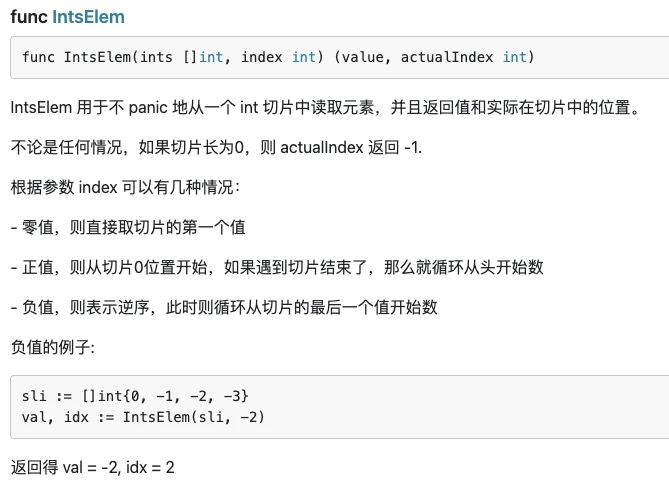 func IntsElem
func IntsElem(ints []int, index int) (value, actualIndex int)
IntsElem 用于不 panic 地从一个 int 切片中读取元素，并且返回值和实际在切片中的位置。
不论是任何情况，如果切片长为0，则 actualIndex 返回 -1.
根据参数 index 可以有几种情况：
- 零值，则直接取切片的第一个值
- 正值，则从切片0位置开始，如果遇到切片结束了，那么就循环从头开始数
- 负值，则表示逆序，此时则循环从切片的最后一个值开始数
负值的例子:
sli := []int{0, -1, -2, -3}
val, idx := IntsElem(sli, -2)
返回得 val = -2, idx = 2